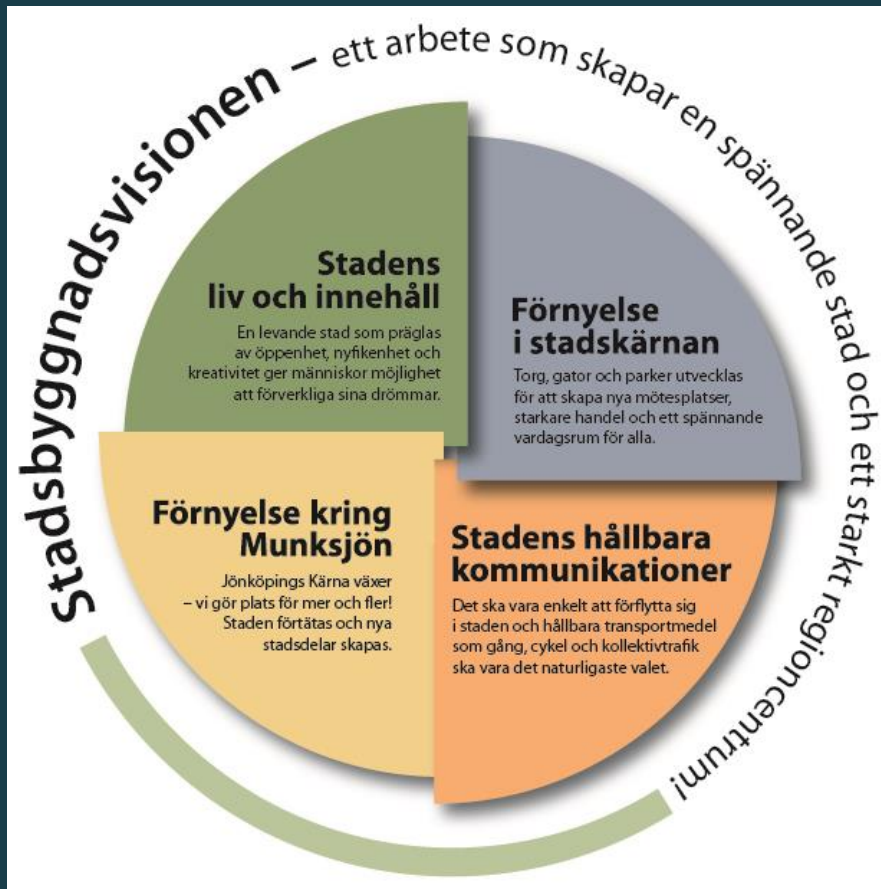 Stadsbyggnadsvisionen – ett arbete som skapar en spännande stad och ett starkt regioncentrum!
Stadens
liv och innehåll
En levande stad som präglas
av öppenhet, nyfikenhet och
kreativitet ger människor möjlighet
att förverkliga sina drömmar.
Förnyelse
i stadskärnan
Torg, gator och parker utvecklas
för att skapa nya mötesplatser,
starkare handel och ett spännande
vardagsrum för alla.
Förnyelse kring
Munksjön
Jönköpings Kärna växer
– vi gör plats för mer och fler!
Staden förtätas och nya
stadsdelar skapas.
Stadens hållbara
kommunikationer
Det ska vara enkelt att förflytta sig
i staden och hållbara transportmedel
som gång, cykel och kollektivtrafik
ska vara det naturligaste valet.